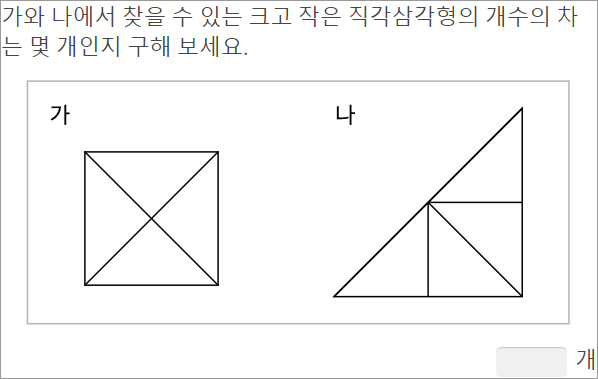 가와 나에서 찾을 수 있는 크고 작은 직각삼각형의 개수의 차
는 몇 개인지 구해 보세요.
가 나
개